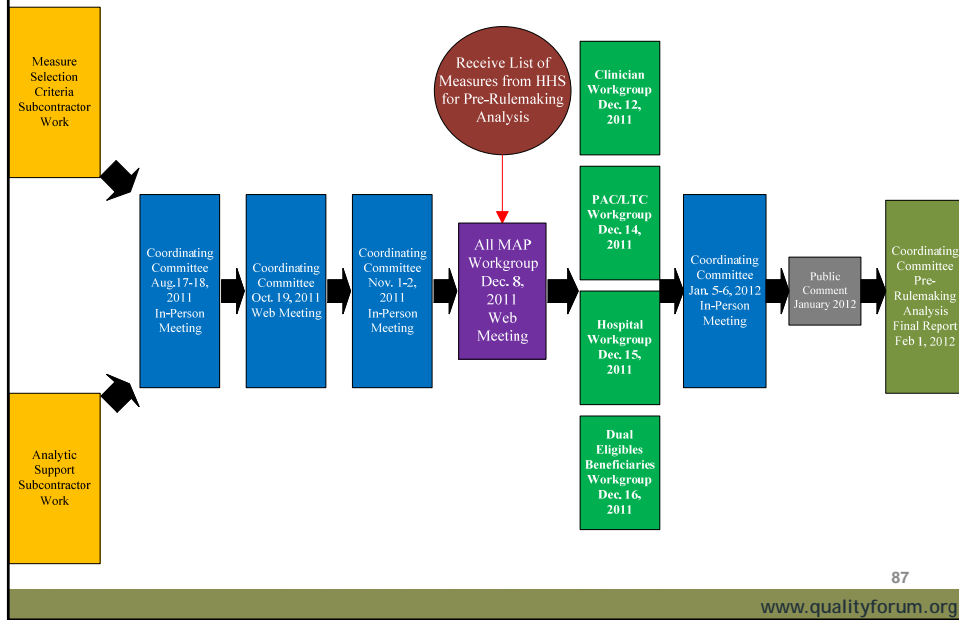 Measure
Selection
Criteria
Subcontractor
Work
Analytic
Support
Subcontractor
Work
Coordinating
Committee
Aug.17-18,
2011
In-Person
Meeting
Coordinating
Committee
Oct. 19, 2011
Web Meeting
Coordinating
Committee
Nov. 1-2,
2011
In-Person
Meeting
Receive List of
Measures from HHS
for Pre-Rulemaking
Analysis
All MAP
Workgroup
Dec. 8,
2011
Web
Meeting
Clinician
Workgroup
Dec. 12,
2011
PAC/LTC
Workgroup
Dec. 14,
2011
Hospital
Workgroup
Dec. 15,
2011
Dual
Eligibles
Beneficiaries
Workgroup
Dec. 16,
2011
Coordinating
Committee
Jan. 5-6, 2012
In-Person
Meeting
Public
Comment
January 2012
Coordinating
Committee
Pre-
Rulemaking
Analysis
Final Report
Feb 1, 2012
87
www.qualityforum.org